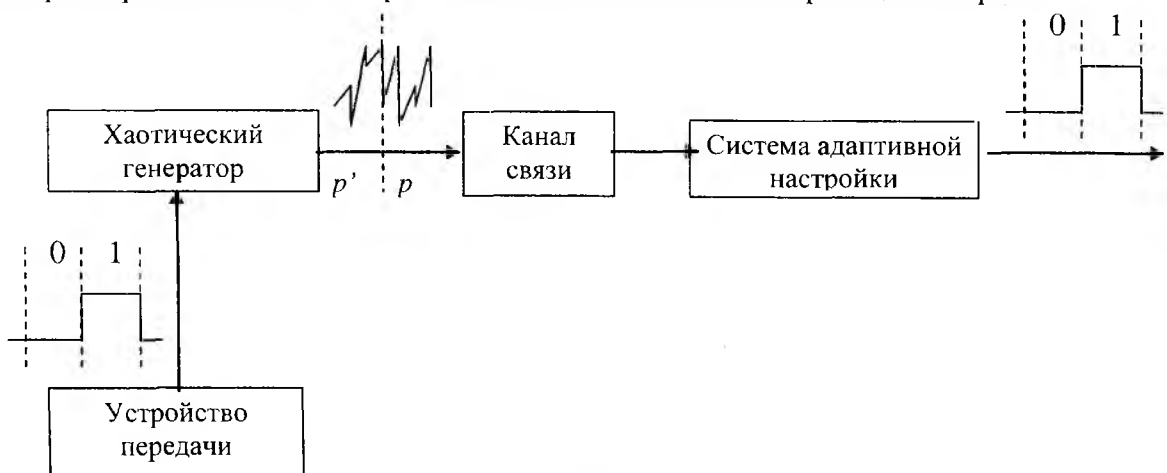 0 1
Хаотический
генератор
p' p
Канал
связи
Система адаптивной
настройки
0 1
Устройство
передачи